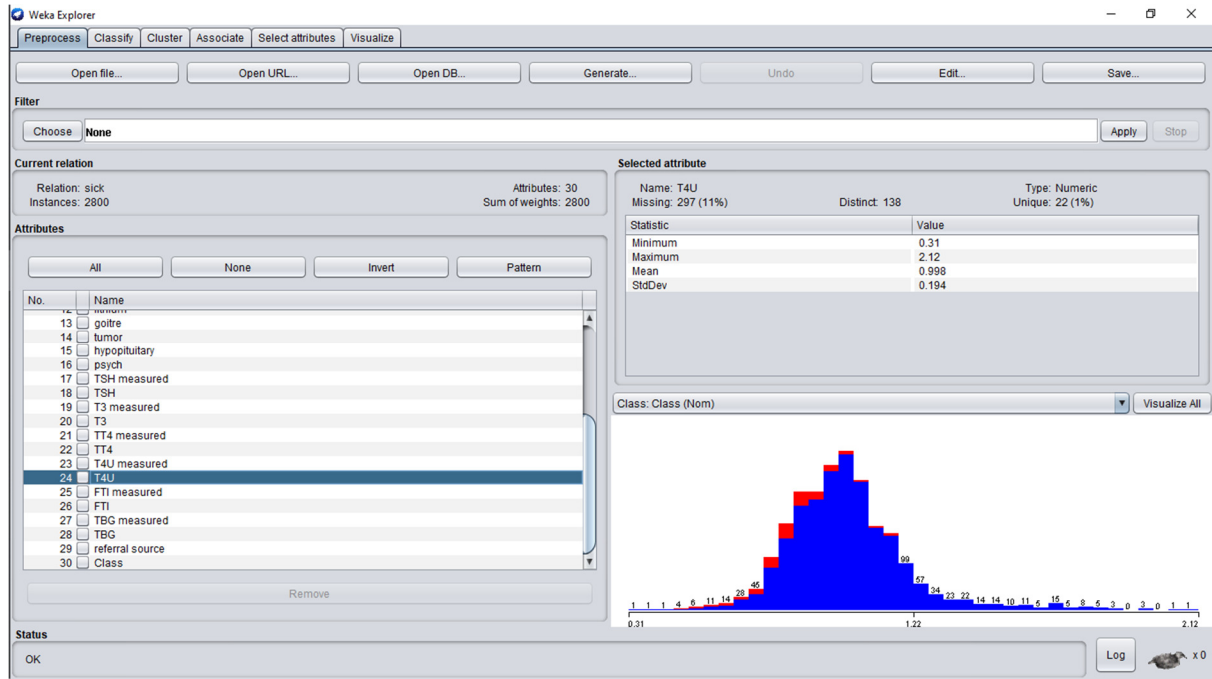 Weka Explorer
Preprocess Classify Cluster Associate Select attributes Visualize
Open file... Open URL... Open DB... Generate... Undo Edit... Save...
Filter
Choose None Apply Stop
Current relation
Relation: sick Attributes: 30
Instances: 2800 Sum of weights: 2800
Attributes
All None Invert Pattern
No. Name
12 lithium
13 goitre
14 tumor
15 hypopituitary
16 psych
17 TSH measured
18 TSH
19 T3 measured
20 T3
21 TT4 measured
22 TT4
23 T4U measured
24 T4U
25 FTI measured
26 FTI
27 TBG measured
28 TBG
29 referral source
30 Class
Remove
Selected attribute
Name: T4U Type: Numeric
Missing: 297 (11%) Distinct: 138 Unique: 22 (1%)
Statistic Value
Minimum 0.31
Maximum 2.12
Mean 0.998
StdDev 0.194
Class: Class (Nom) Visualize All
1 1 1 4 6 11 14 28 45 99 57 34 23 22 14 14 10 11 5 15 5 8 5 3 0 3 0 1 1
0.31 1.22 2.12
Status
OK Log x 0